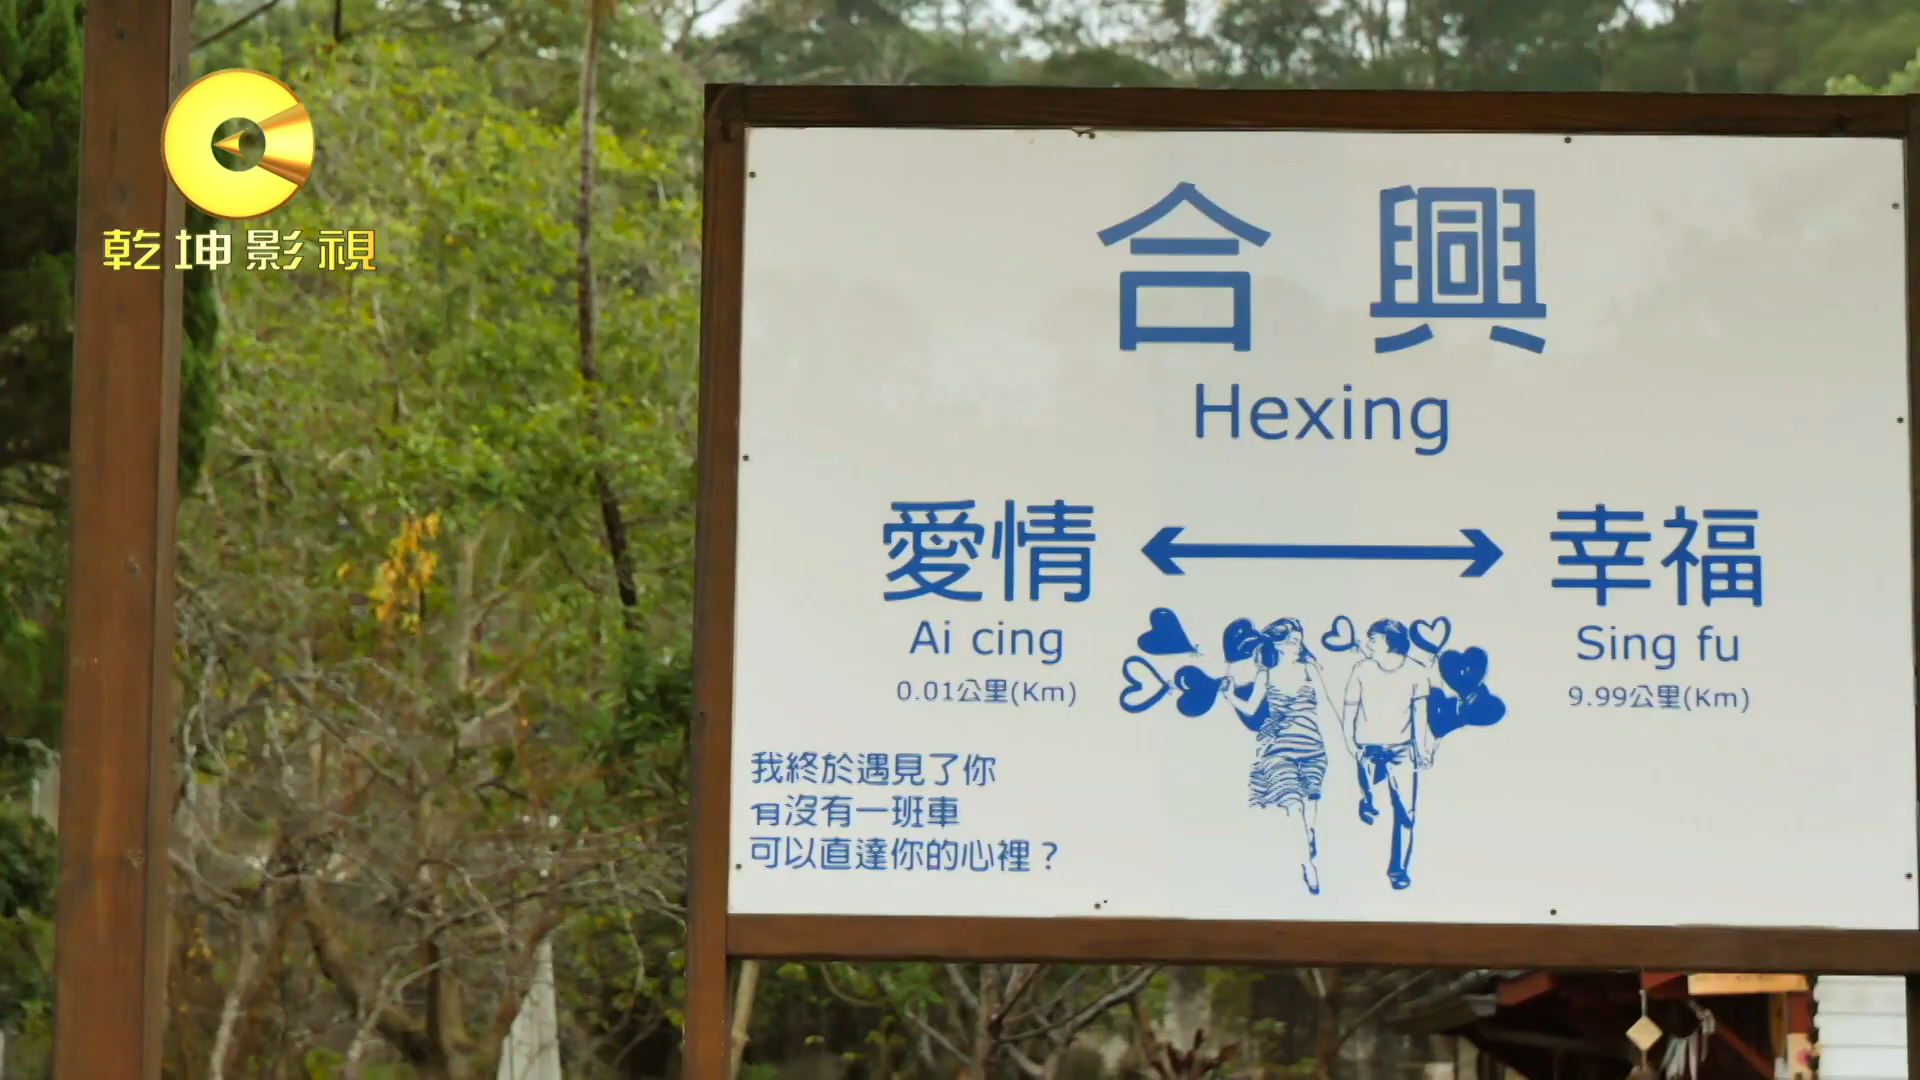 乾坤影視
合興
Hexing
愛情
幸福
Ai cing
Sing fu
0.01公里(Km)
9.99公里(Km)
我終於遇見了你
有沒有一班車
可以直達你的心裡？